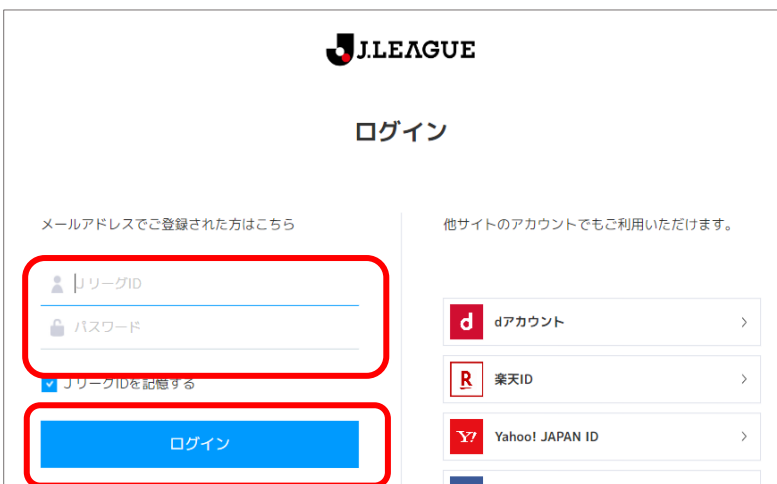 J.LEAGUE
ログイン
メールアドレスでご登録された方はこちら
JリーグID
パスワード
JリーグIDを記憶する
ログイン
他サイトのアカウントでもご利用いただけます。
d dアカウント
R 楽天ID
Y? Yahoo! JAPAN ID